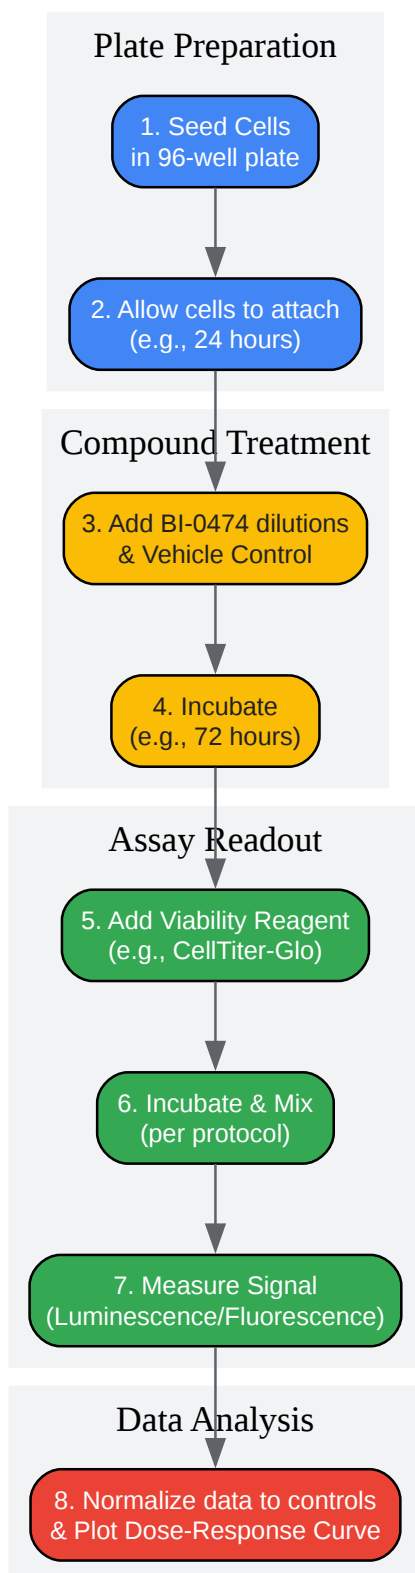 Plate Preparation
1. Seed Cells
in 96-well plate
2. Allow cells to attach
(e.g., 24 hours)
Compound Treatment
3. Add BI-0474 dilutions
& Vehicle Control
4. Incubate
(e.g., 72 hours)
Assay Readout
5. Add Viability Reagent
(e.g., CellTiter-Glo)
6. Incubate & Mix
(per protocol)
7. Measure Signal
(Luminescence/Fluorescence)
Data Analysis
8. Normalize data to controls
& Plot Dose-Response Curve